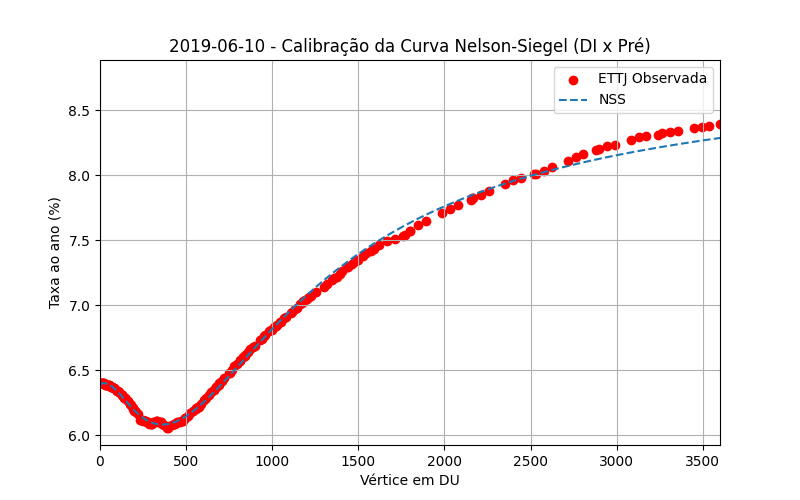 2019-06-10 - Calibração da Curva Nelson-Siegel (DI x Pré)
ETTJ Observada
NSS
8.5
8.0
7.5
7.0
6.5
6.0
Taxa ao ano (%)
0 500 1000 1500 2000 2500 3000 3500
Vértice em DU